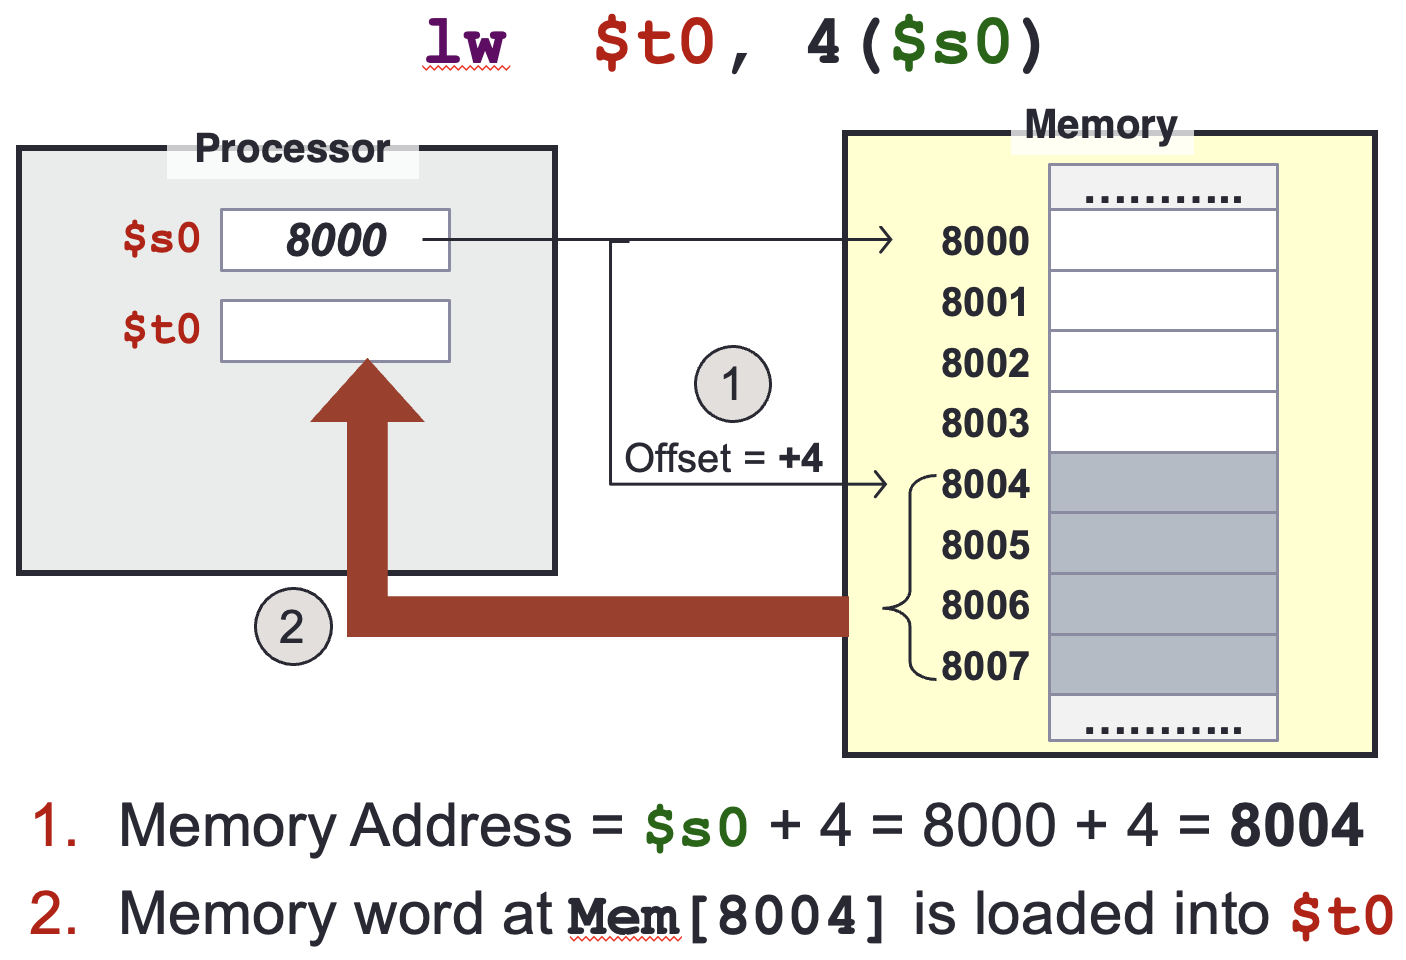 lw $t0, 4($s0)
Processor
Memory
...........
$s0 8000
8000
$t0
8001
8002
1
8003
Offset = +4
8004
8005
2
8006
8007
...........
1. Memory Address = $s0 + 4 = 8000 + 4 = 8004
2. Memory word at Mem[8004] is loaded into $t0